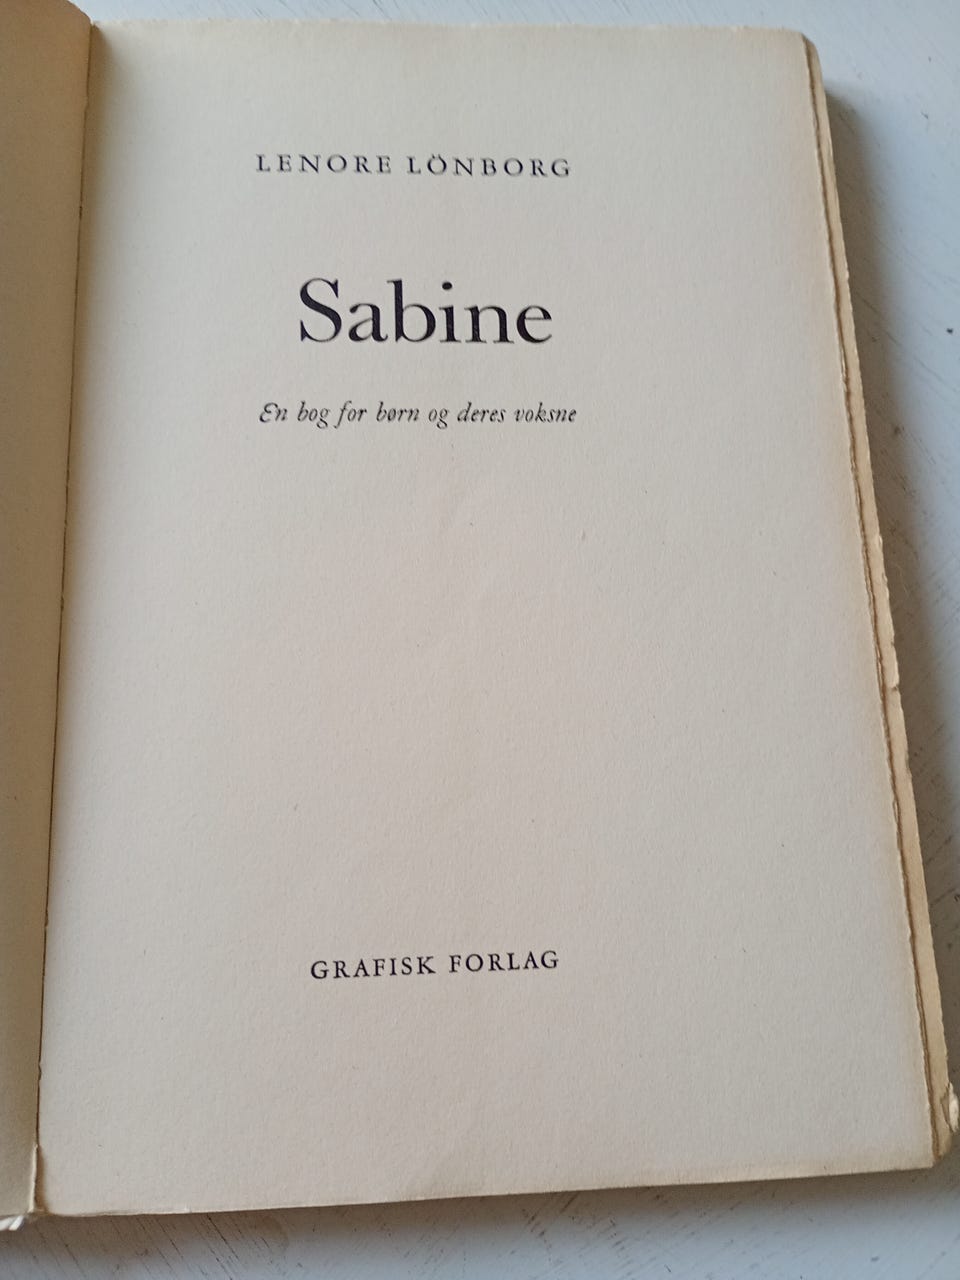 LENORE LÖNBORG
Sabine
En bog for børn og deres voksne
GRAFISK FORLAG